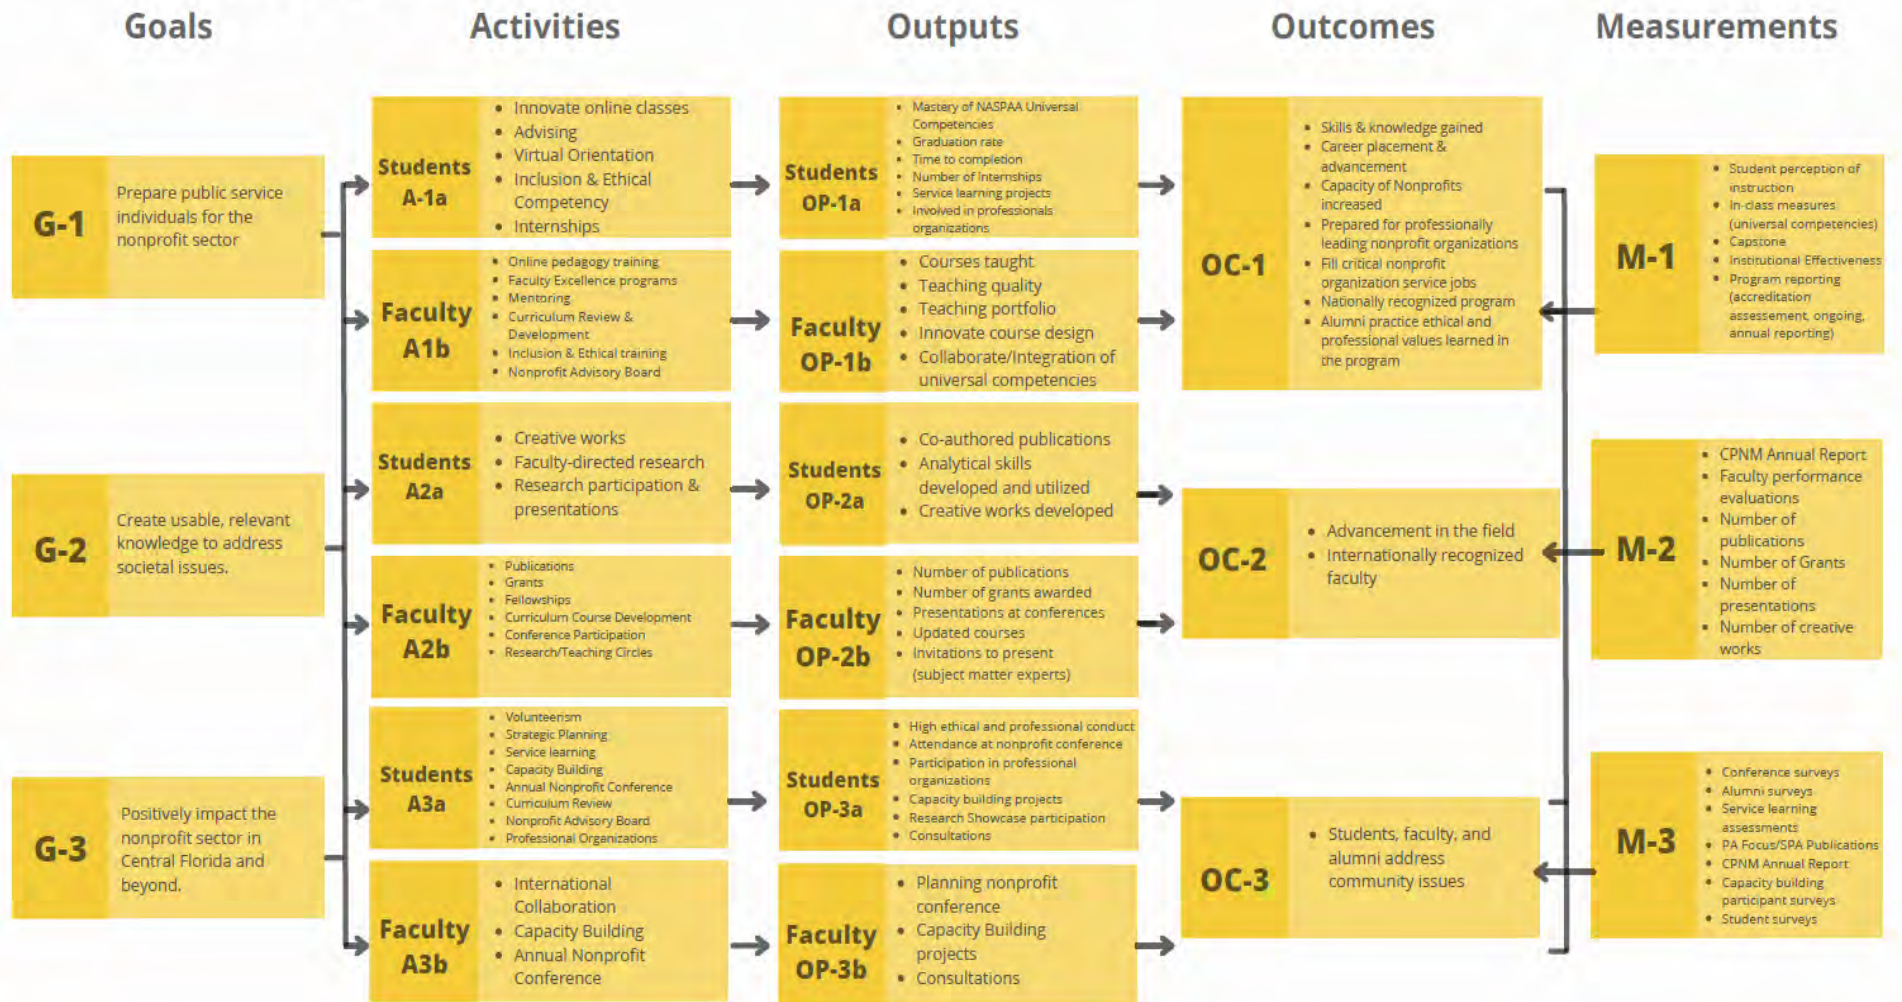 Goals
Activities
Outputs
Outcomes
Measurements
G-1
Prepare public service
individuals for the
nonprofit sector
G-2
Create usable, relevant
knowledge to address
societal issues.
G-3
Positively impact the
nonprofit sector in
Central Florida and
beyond.
Students
A-1a
• Innovate online classes
• Advising
• Virtual Orientation
• Inclusion & Ethical
Competency
• Internships
Faculty
A1b
• Online pedagogy training
• Faculty Excellence programs
• Mentoring
• Curriculum Review &
Development
• Inclusion & Ethical training
• Nonprofit Advisory Board
Students
A2a
• Creative works
• Faculty-directed research
• Research participation &
presentations
Faculty
A2b
• Publications
• Grants
• Fellowships
• Curriculum Course Development
• Conference Participation
• Research/Teaching Circles
Students
A3a
• Volunteerism
• Strategic Planning
• Service learning
• Capacity Building
• Annual Nonprofit Conference
• Curriculum Review
• Nonprofit Advisory Board
• Professional Organizations
Faculty
A3b
• International
Collaboration
• Capacity Building
• Annual Nonprofit
Conference
Students
OP-1a
• Mastery of NASPAA Universal
Competencies
• Graduation rate
• Time to completion
• Number of Internships
• Service learning projects
• Involved in professionals
organizations
Faculty
OP-1b
• Courses taught
• Teaching quality
• Teaching portfolio
• Innovate course design
• Collaborate/Integration of
universal competencies
Students
OP-2a
• Co-authored publications
• Analytical skills
developed and utilized
• Creative works developed
Faculty
OP-2b
• Number of publications
• Number of grants awarded
• Presentations at conferences
• Updated courses
• Invitations to present
(subject matter experts)
Students
OP-3a
• High ethical and professional conduct
• Attendance at nonprofit conference
• Participation in professional
organizations
• Capacity building projects
• Research Showcase participation
• Consultations
Faculty
OP-3b
• Planning nonprofit
conference
• Capacity Building
projects
• Consultations
OC-1
• Skills & knowledge gained
• Career placement &
advancement
• Capacity of Nonprofits
increased
• Prepared for professionally
leading nonprofit organizations
• Fill critical nonprofit
organization service jobs
• Nationally recognized program
• Alumni practice ethical and
professional values learned in
the program
OC-2
• Advancement in the field
• Internationally recognized
faculty
OC-3
• Students, faculty, and
alumni address
community issues
M-1
• Student perception of
instruction
• In-class measures
(universal competencies)
• Capstone
• Institutional Effectiveness
• Program reporting
(accreditation
assessement, ongoing,
annual reporting)
M-2
• CPNM Annual Report
• Faculty performance
evaluations
• Number of
publications
• Number of Grants
• Number of
presentations
• Number of creative
works
M-3
• Conference surveys
• Alumni surveys
• Service learning
assessments
• PA Focus/SPA Publications
• CPNM Annual Report
• Capacity building
participant surveys
• Student surveys